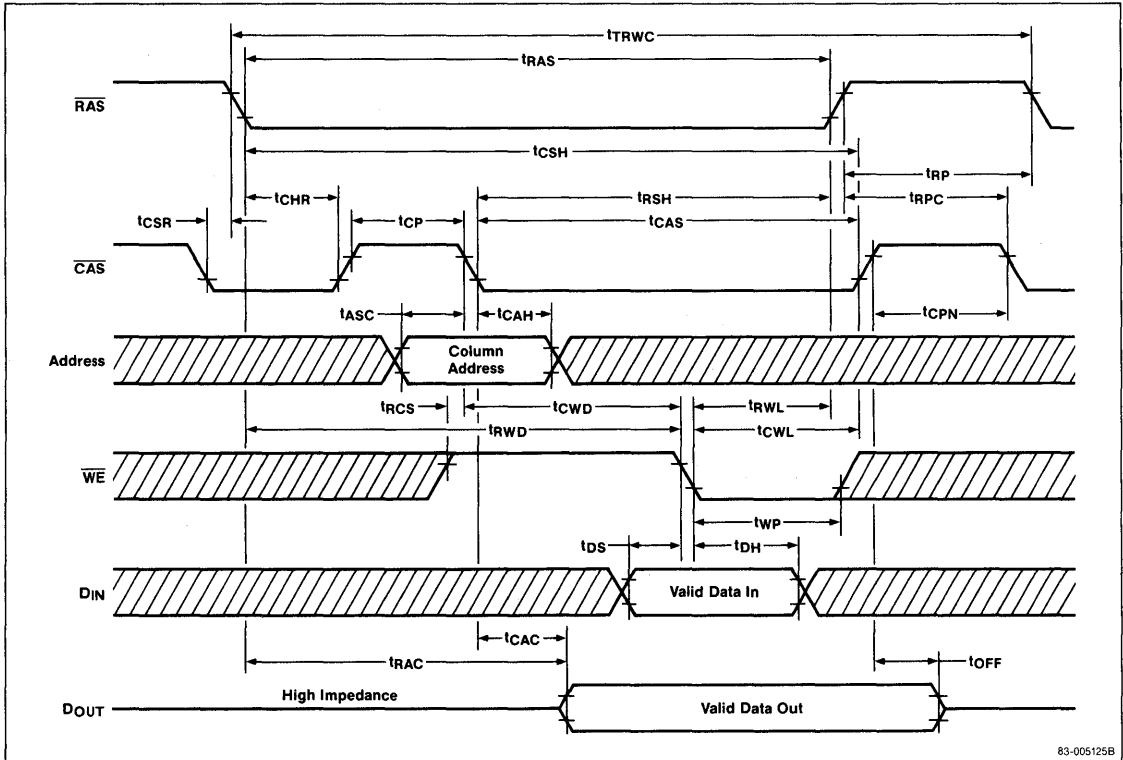 tTRWC
tRAS
RAS
tCSH
tRP
tCHR
tRSH
tRPC
tCSR
tCP
tCAS
CAS
tASC
tCAH
tCPN
Address
Column
Address
tRCS
tCWD
tRWL
tRWD
tCWL
WE
tWP
tDS
tDH
DIN
Valid Data In
tCAC
tRAC
tOFF
High Impedance
DOUT
Valid Data Out
83-005125B